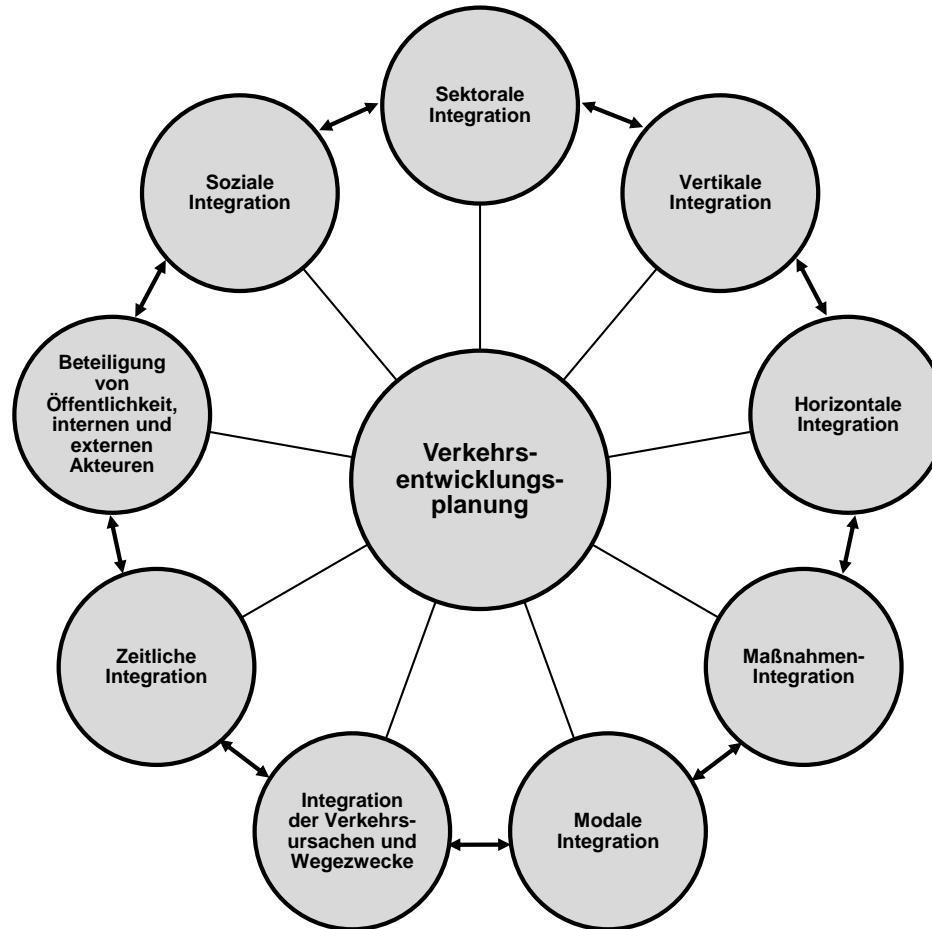 Sektorale
Integration
Vertikale
Integration
Horizontale
Integration
Maßnahmen-
Integration
Modale
Integration
Integration
der Verkehrs-
ursachen und
Wegezwecke
Zeitliche
Integration
Beteiligung
von
Öffentlichkeit,
internen und
externen
Akteuren
Soziale
Integration
Verkehrs-
entwicklungs-
planung